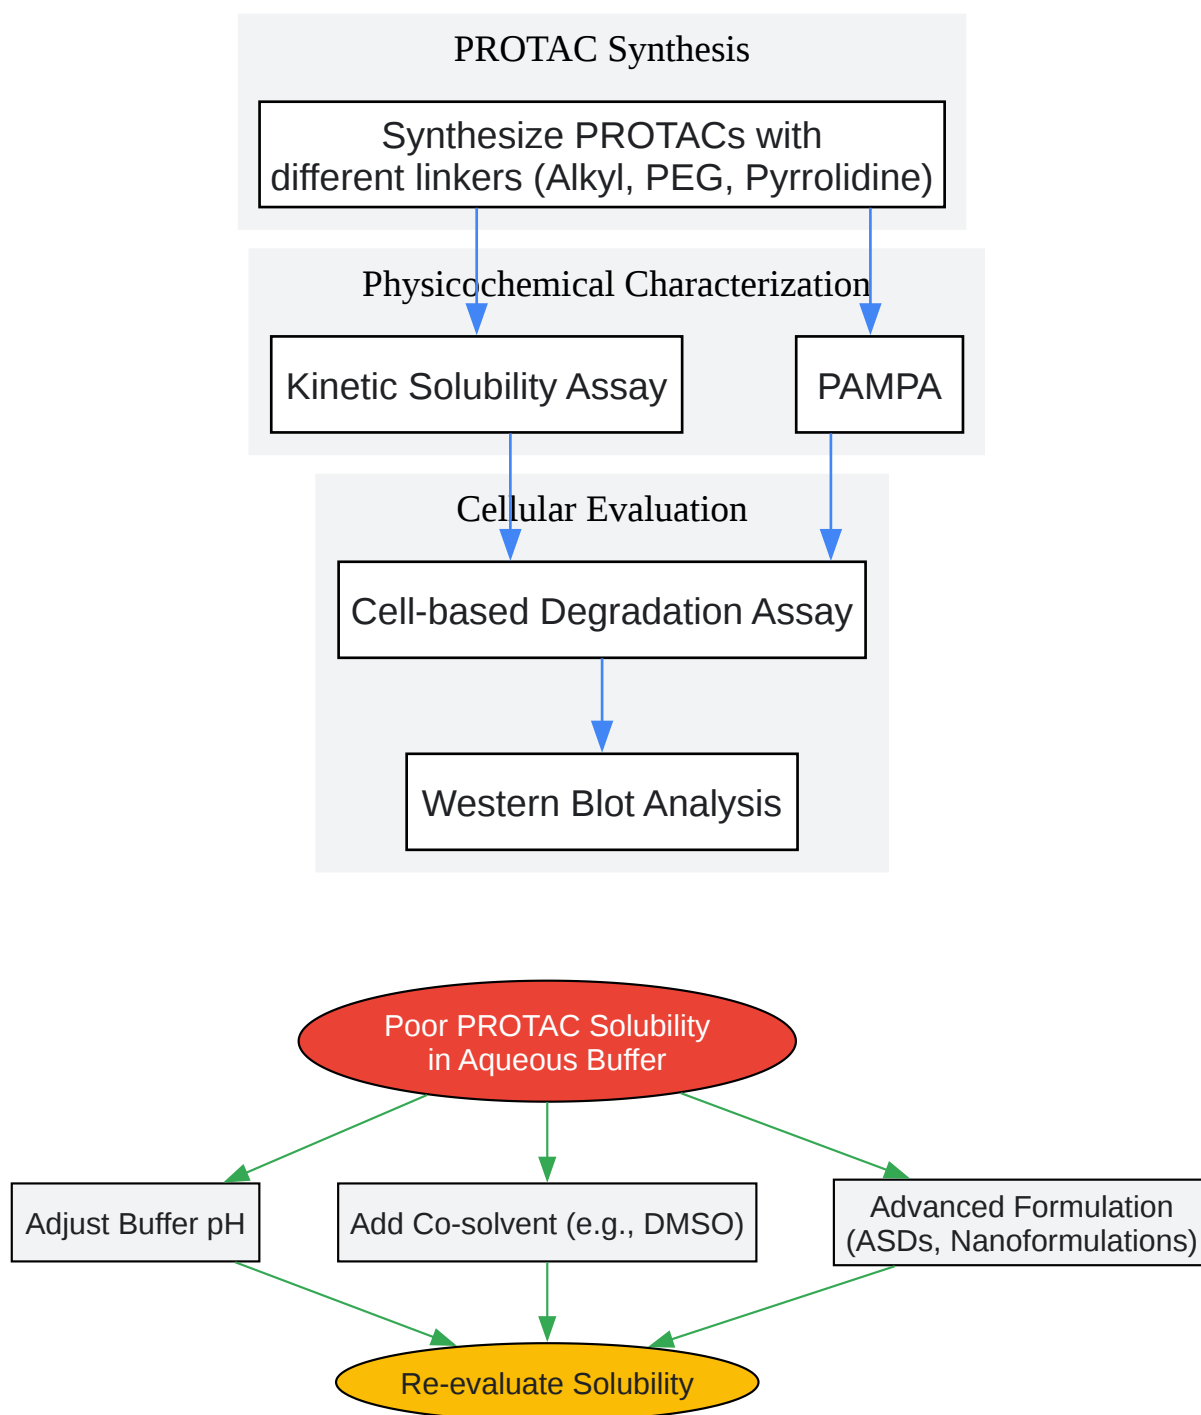 PROTAC Synthesis
Synthesize PROTACs with
different linkers (Alkyl, PEG, Pyrrolidine)
Physicochemical Characterization
Kinetic Solubility Assay
PAMPA
Cellular Evaluation
Cell-based Degradation Assay
Western Blot Analysis
Poor PROTAC Solubility
in Aqueous Buffer
Adjust Buffer pH
Add Co-solvent (e.g., DMSO)
Advanced Formulation
(ASDs, Nanoformulations)
Re-evaluate Solubility